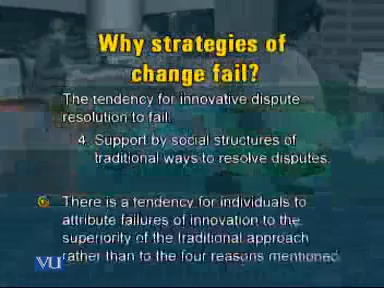 Why strategies of
change fail?
The tendency for innovative dispute
resolution to fail:
4. Support by social structures of
traditional ways to resolve disputes.
There is a tendency for individuals to
attribute failures of innovation to the
superiority of the traditional approach
rather than to the four reasons mentioned
VU